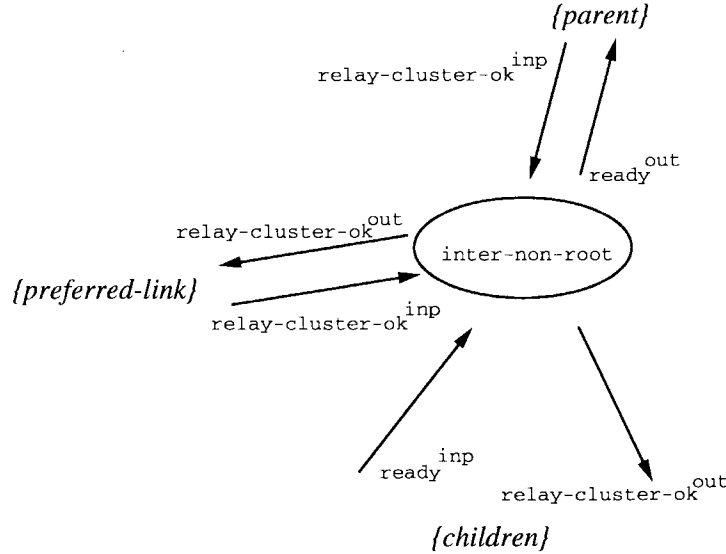 {parent}
relay-cluster-ok^inp
ready^out
relay-cluster-ok^out
inter-non-root
{preferred-link}
relay-cluster-ok^inp
ready^inp
relay-cluster-ok^out
{children}